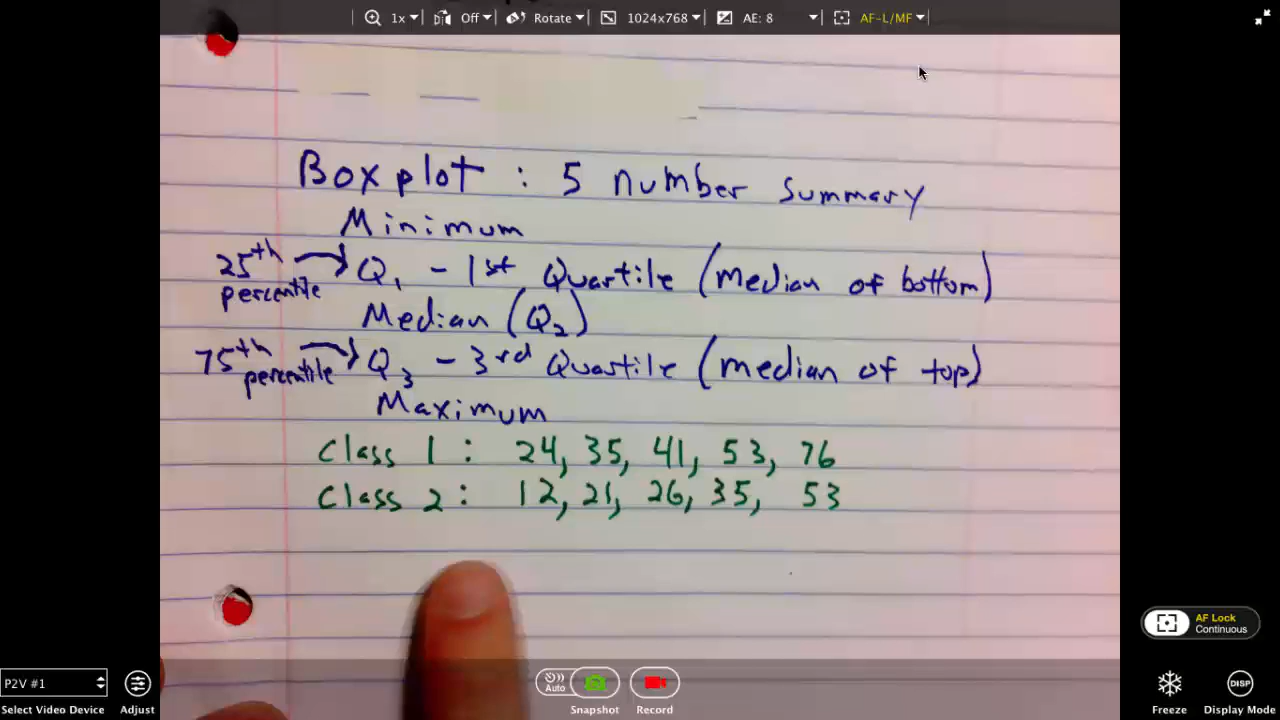 1x Off Rotate 1024x768 AE: 8 AF-L/MF
Boxplot : 5 number summary
Minimum
25th percentile → Q1 - 1st Quartile (median of bottom)
Median (Q2)
75th percentile → Q3 - 3rd Quartile (median of top)
Maximum
Class 1 : 24, 35, 41, 53, 76
Class 2 : 12, 21, 26, 35, 53
AF Lock
Continuous
P2V #1
Select Video Device
Adjust
Auto
Snapshot
Record
Freeze
DISP
Display Mode